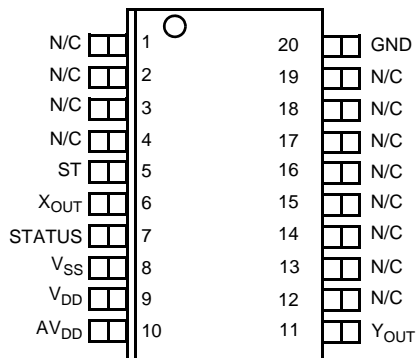 N/C 1 20 GND
N/C 2 19 N/C
N/C 3 18 N/C
N/C 4 17 N/C
ST 5 16 N/C
XOUT 6 15 N/C
STATUS 7 14 N/C
VSS 8 13 N/C
VDD 9 12 N/C
AVDD 10 11 YOUT